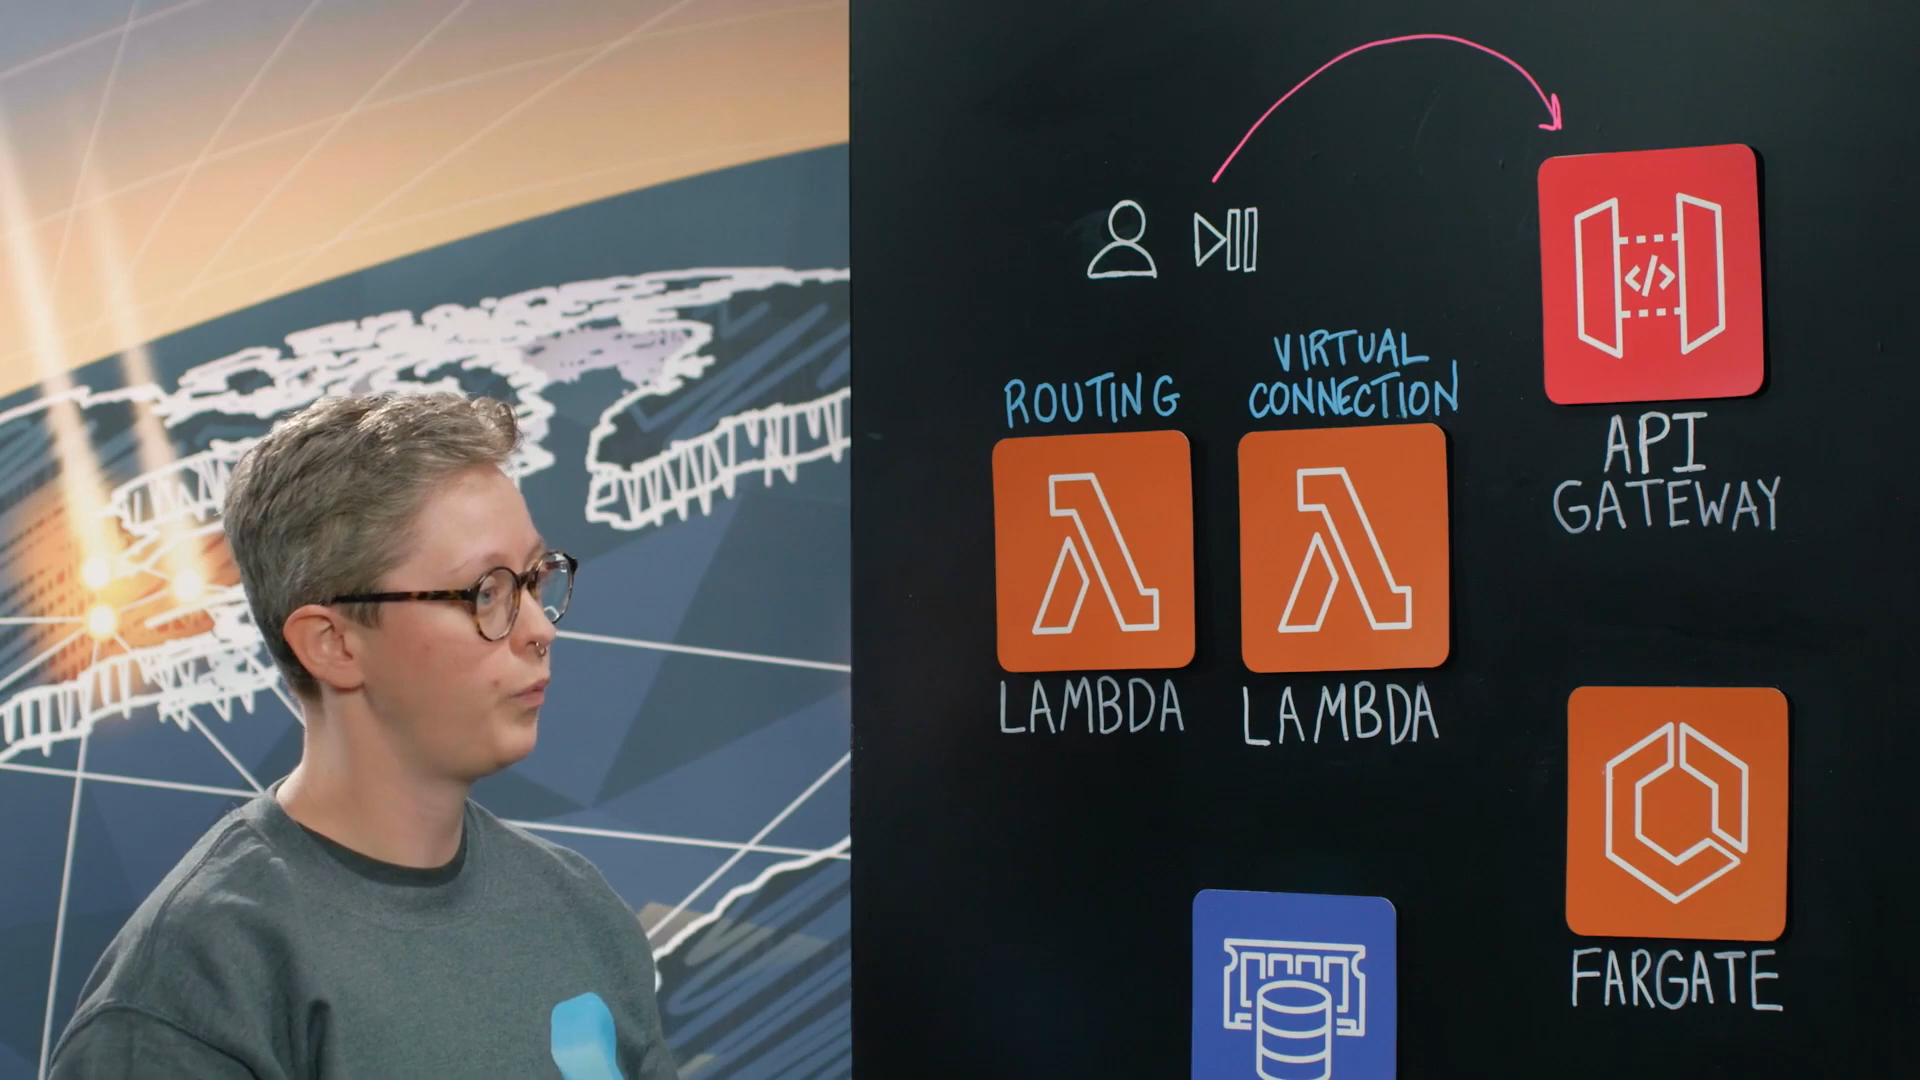 ROUTING
VIRTUAL
CONNECTION
</>
API
GATEWAY
LAMBDA
LAMBDA
FARGATE